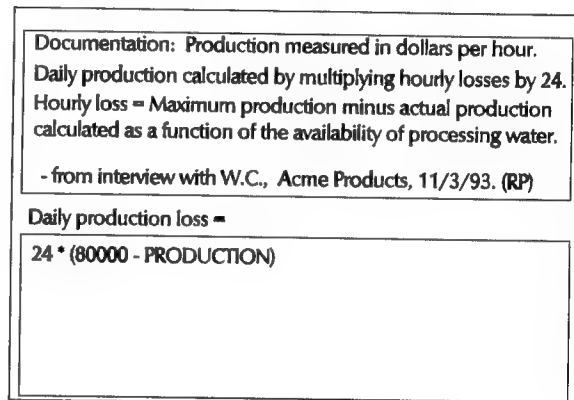 Documentation: Production measured in dollars per hour.
Daily production calculated by multiplying hourly losses by 24.
Hourly loss = Maximum production minus actual production
calculated as a function of the availability of processing water.
- from interview with W.C., Acme Products, 11/3/93. (RP)
Daily production loss =
24 * (80000 - PRODUCTION)